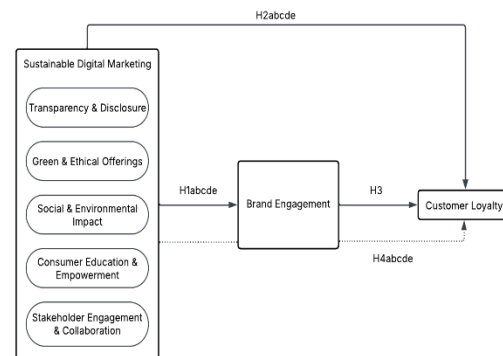 H2abcde
Sustainable Digital Marketing
Transparency & Disclosure
Green & Ethical Offerings
Social & Environmental
Impact
Consumer Education &
Empowerment
Stakeholder Engagement
& Collaboration
H1abcde
Brand Engagement
H3
Customer Loyalty
H4abcde